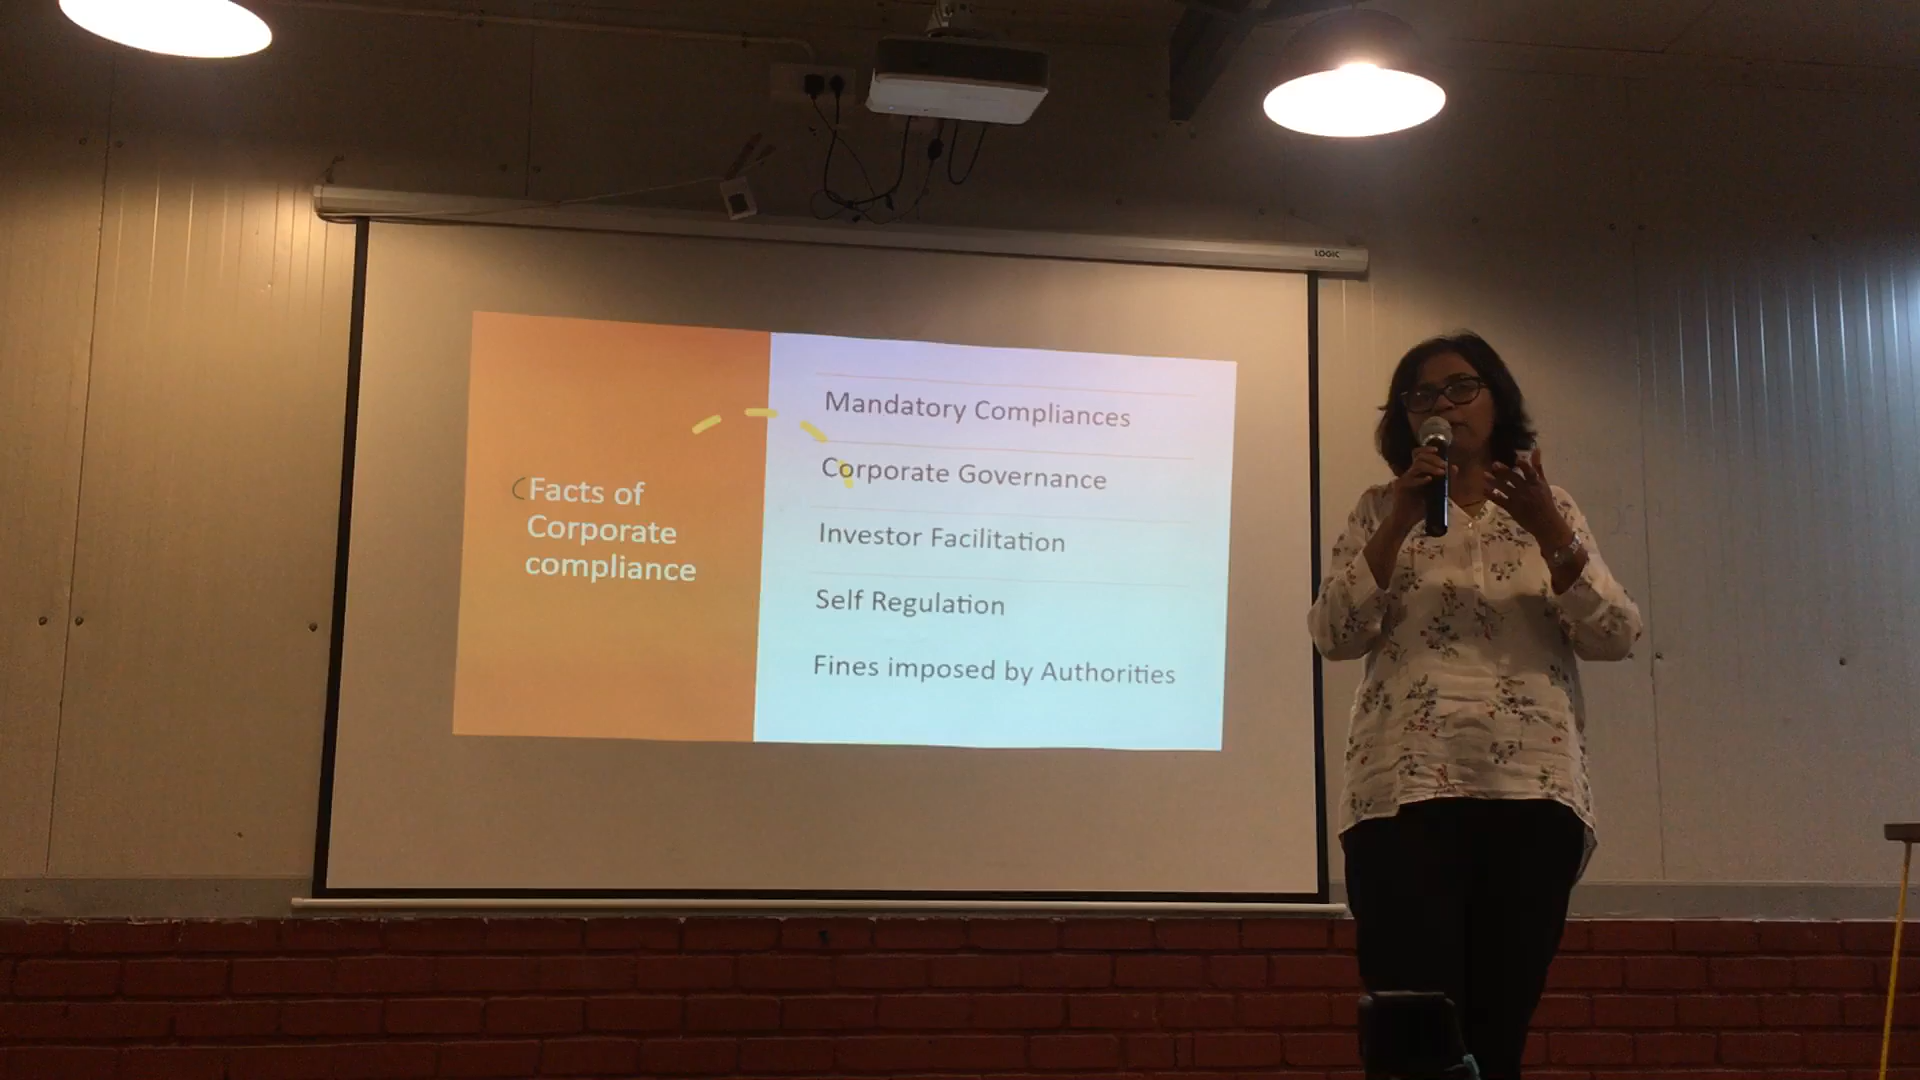 LOGIC
Facts of
Corporate
compliance
Mandatory Compliances
Corporate Governance
Investor Facilitation
Self Regulation
Fines imposed by Authorities